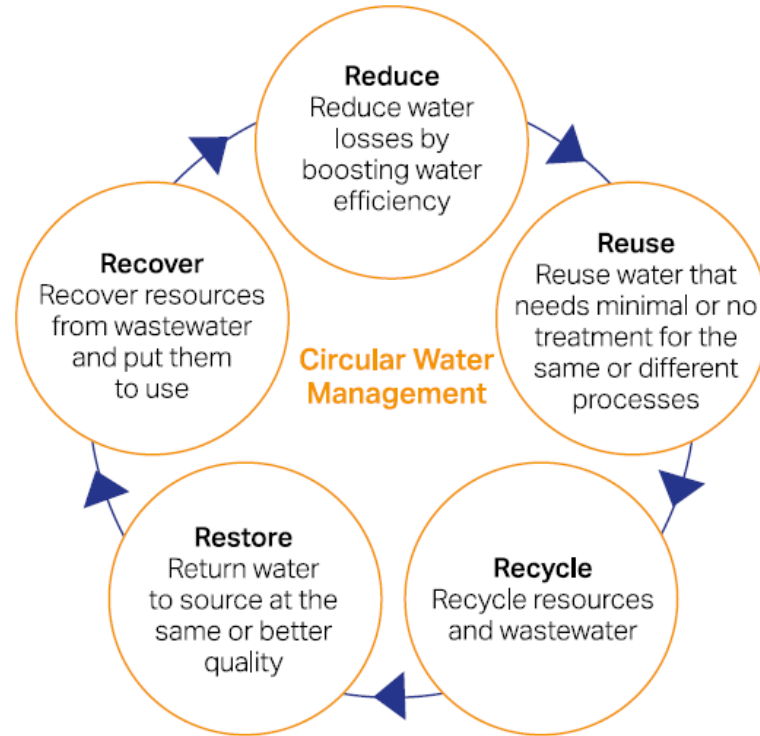 Reduce
Reduce water
losses by
boosting water
efficiency
Reuse
Reuse water that
needs minimal or no
treatment for the
same or different
processes
Recycle
Recycle resources
and wastewater
Restore
Return water
to source at the
same or better
quality
Recover
Recover resources
from wastewater
and put them
to use
Circular Water
Management